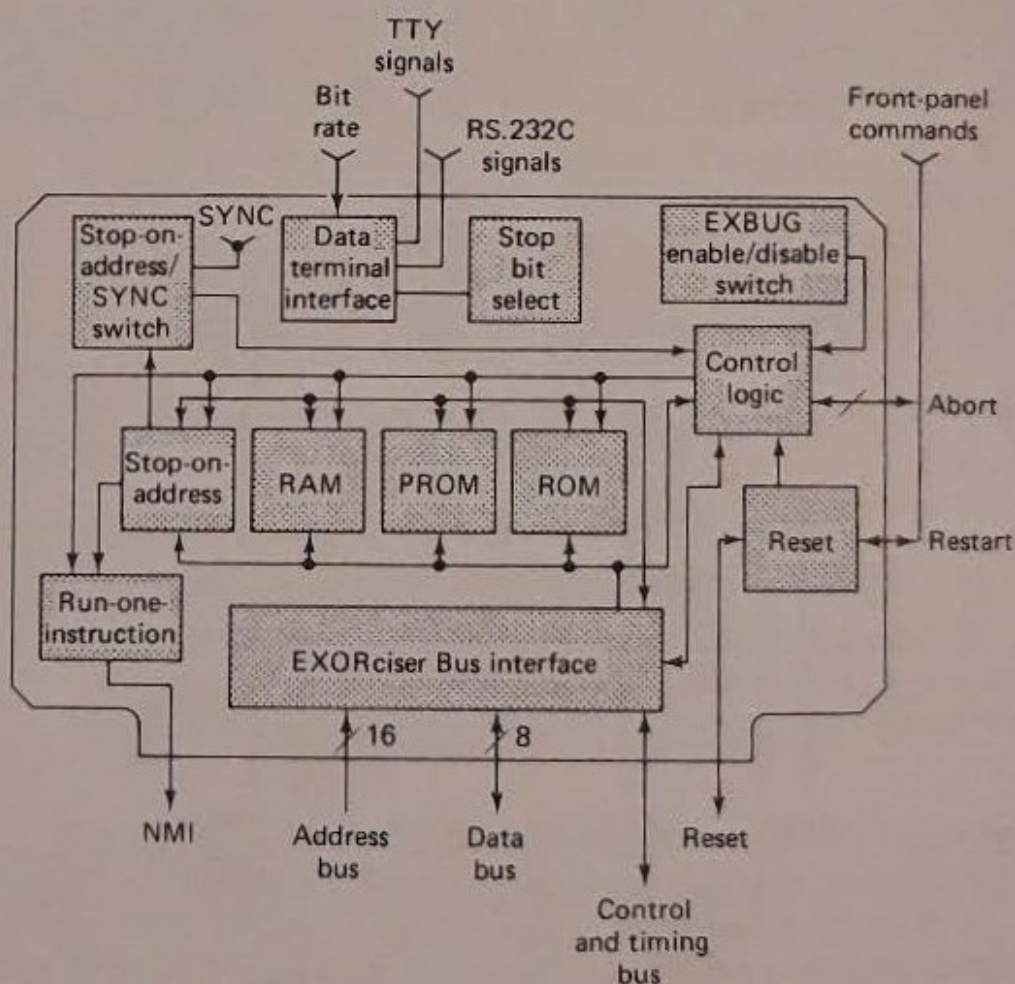 TTY
signals
Bit
rate
RS.232C
signals
Front-panel
commands
SYNC
Stop-on-
address/
SYNC
switch
Data
terminal
interface
Stop
bit
select
EXBUG
enable/disable
switch
Control
logic
Abort
Stop-on-
address
RAM
PROM
ROM
Reset
Restart
Run-one-
instruction
EXORciser Bus interface
16
8
NMI
Address
bus
Data
bus
Reset
Control
and timing
bus